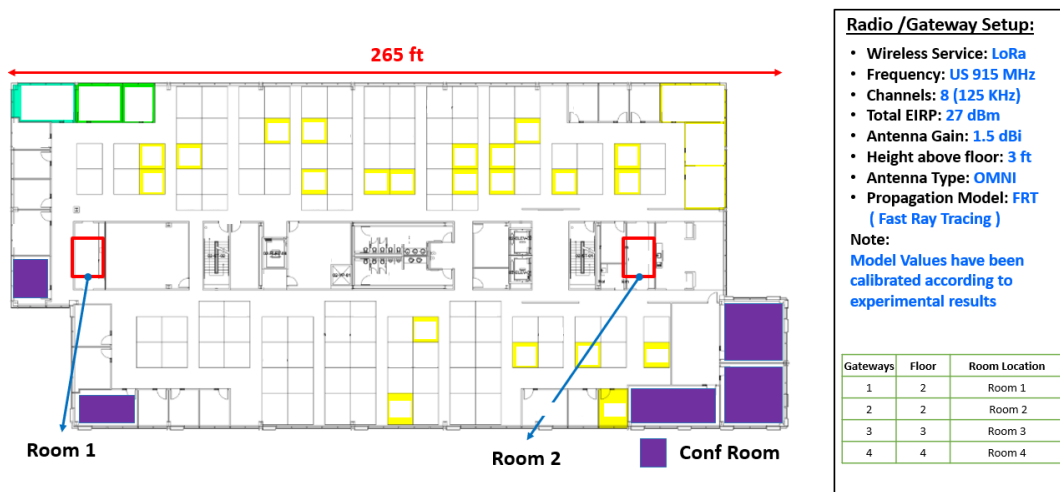 265 ft
Room 1
Room 2
Conf Room
Radio /Gateway Setup:
• Wireless Service: LoRa
• Frequency: US 915 MHz
• Channels: 8 (125 KHz)
• Total EIRP: 27 dBm
• Antenna Gain: 1.5 dBi
• Height above floor: 3 ft
• Antenna Type: OMNI
• Propagation Model: FRT
( Fast Ray Tracing )
Note:
Model Values have been
calibrated according to
experimental results
Gateways Floor Room Location
1 2 Room 1
2 2 Room 2
3 3 Room 3
4 4 Room 4